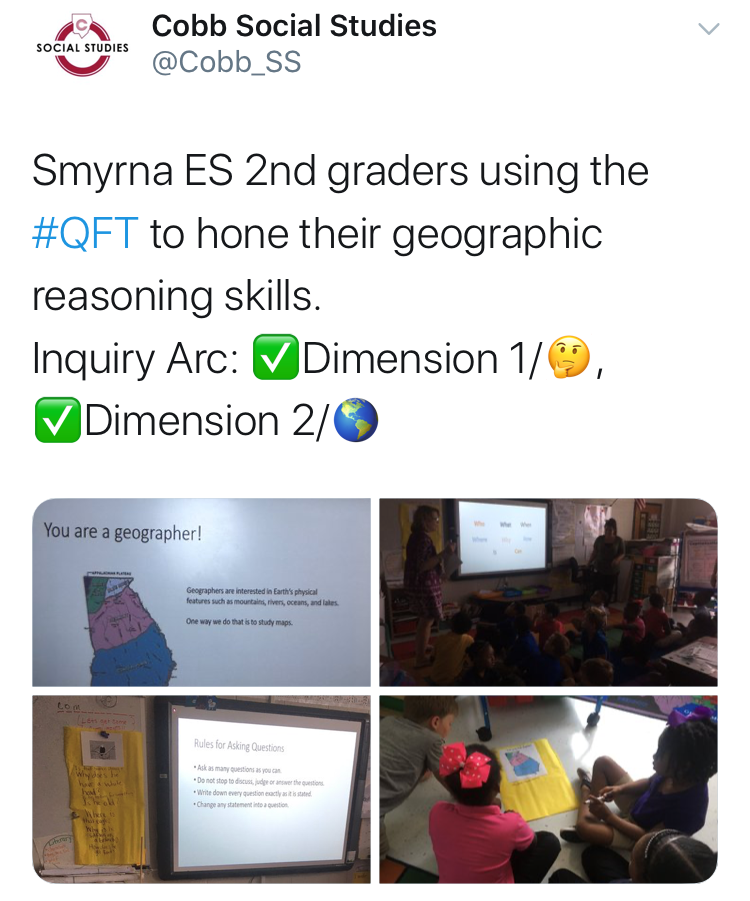 C
SOCIAL STUDIES
Cobb Social Studies
@Cobb_SS
Smyrna ES 2nd graders using the
#QFT to hone their geographic
reasoning skills.
Inquiry Arc: ✅Dimension 1/🤔,
✅Dimension 2/🌎
You are a geographer!
APPALACHIAN PLATEAU
Geographers are interested in Earth's physical
features such as mountains, rivers, oceans, and lakes.
One way we do that is to study maps.
Who What When
Where Why How
Rules for Asking Questions
• Ask as many questions as you can.
• Do not stop to discuss, judge or answer the questions.
• Write down every question exactly as it is stated.
• Change any statement into a question.